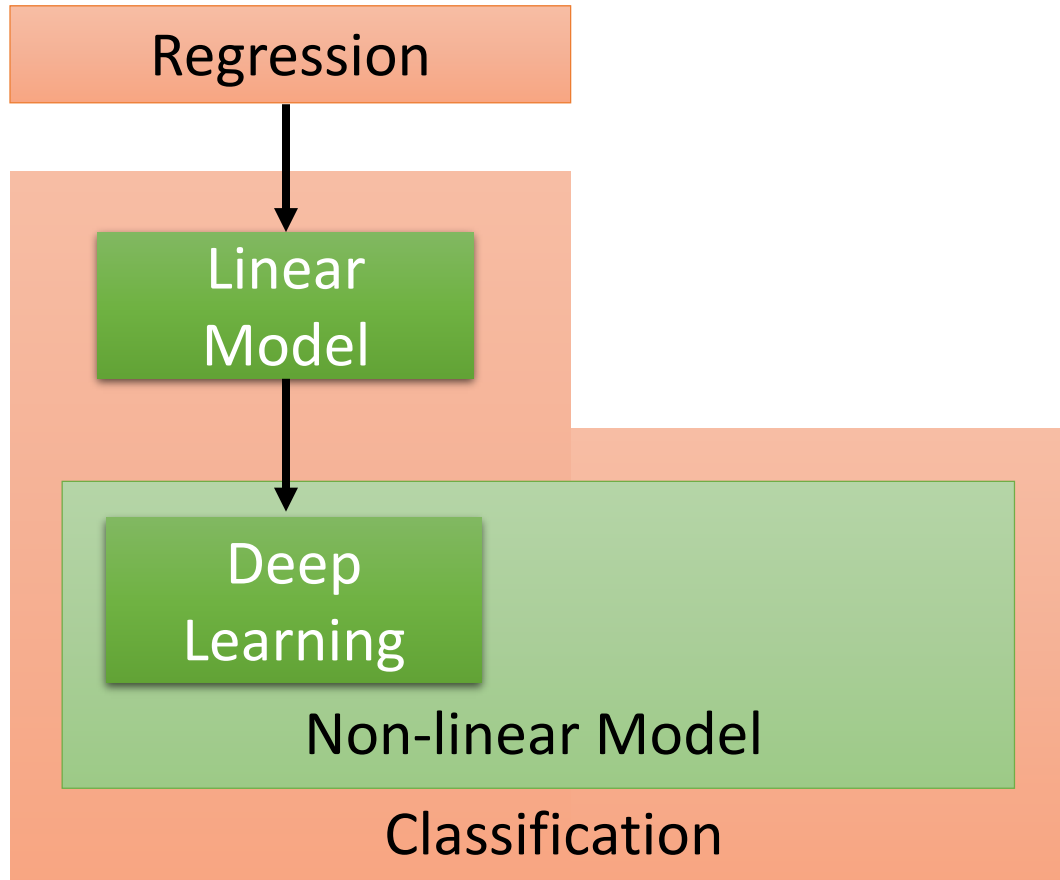 Regression
Linear
Model
Deep
Learning
Non-linear Model
Classification